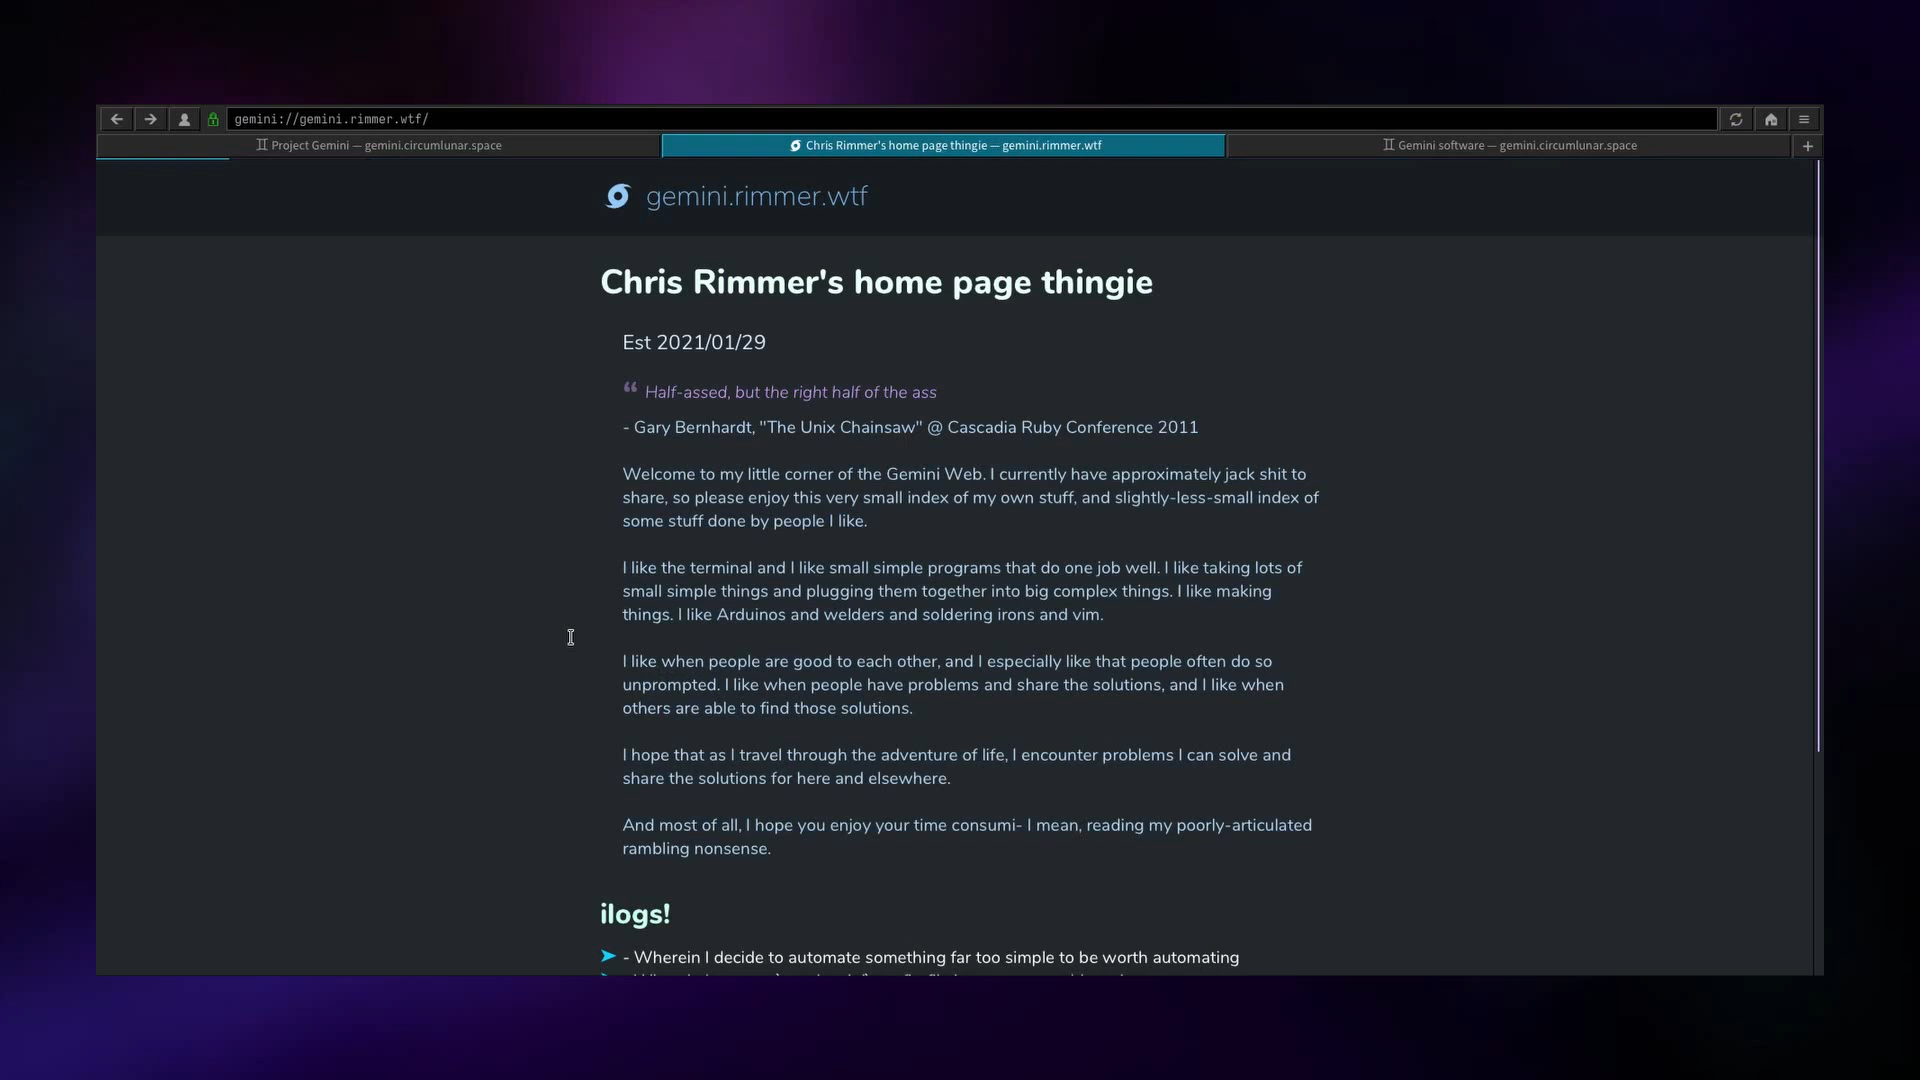 gemini://gemini.rimmer.wtf/
Project Gemini — gemini.circumlunar.space
Chris Rimmer's home page thingie — gemini.rimmer.wtf
Gemini software — gemini.circumlunar.space
gemini.rimmer.wtf
Chris Rimmer's home page thingie
Est 2021/01/29
“ Half-assed, but the right half of the ass
- Gary Bernhardt, "The Unix Chainsaw" @ Cascadia Ruby Conference 2011
Welcome to my little corner of the Gemini Web. I currently have approximately jack shit to
share, so please enjoy this very small index of my own stuff, and slightly-less-small index of
some stuff done by people I like.
I like the terminal and I like small simple programs that do one job well. I like taking lots of
small simple things and plugging them together into big complex things. I like making
things. I like Arduinos and welders and soldering irons and vim.
I like when people are good to each other, and I especially like that people often do so
unprompted. I like when people have problems and share the solutions, and I like when
others are able to find those solutions.
I hope that as I travel through the adventure of life, I encounter problems I can solve and
share the solutions for here and elsewhere.
And most of all, I hope you enjoy your time consumi- I mean, reading my poorly-articulated
rambling nonsense.
ilogs!
- Wherein I decide to automate something far too simple to be worth automating